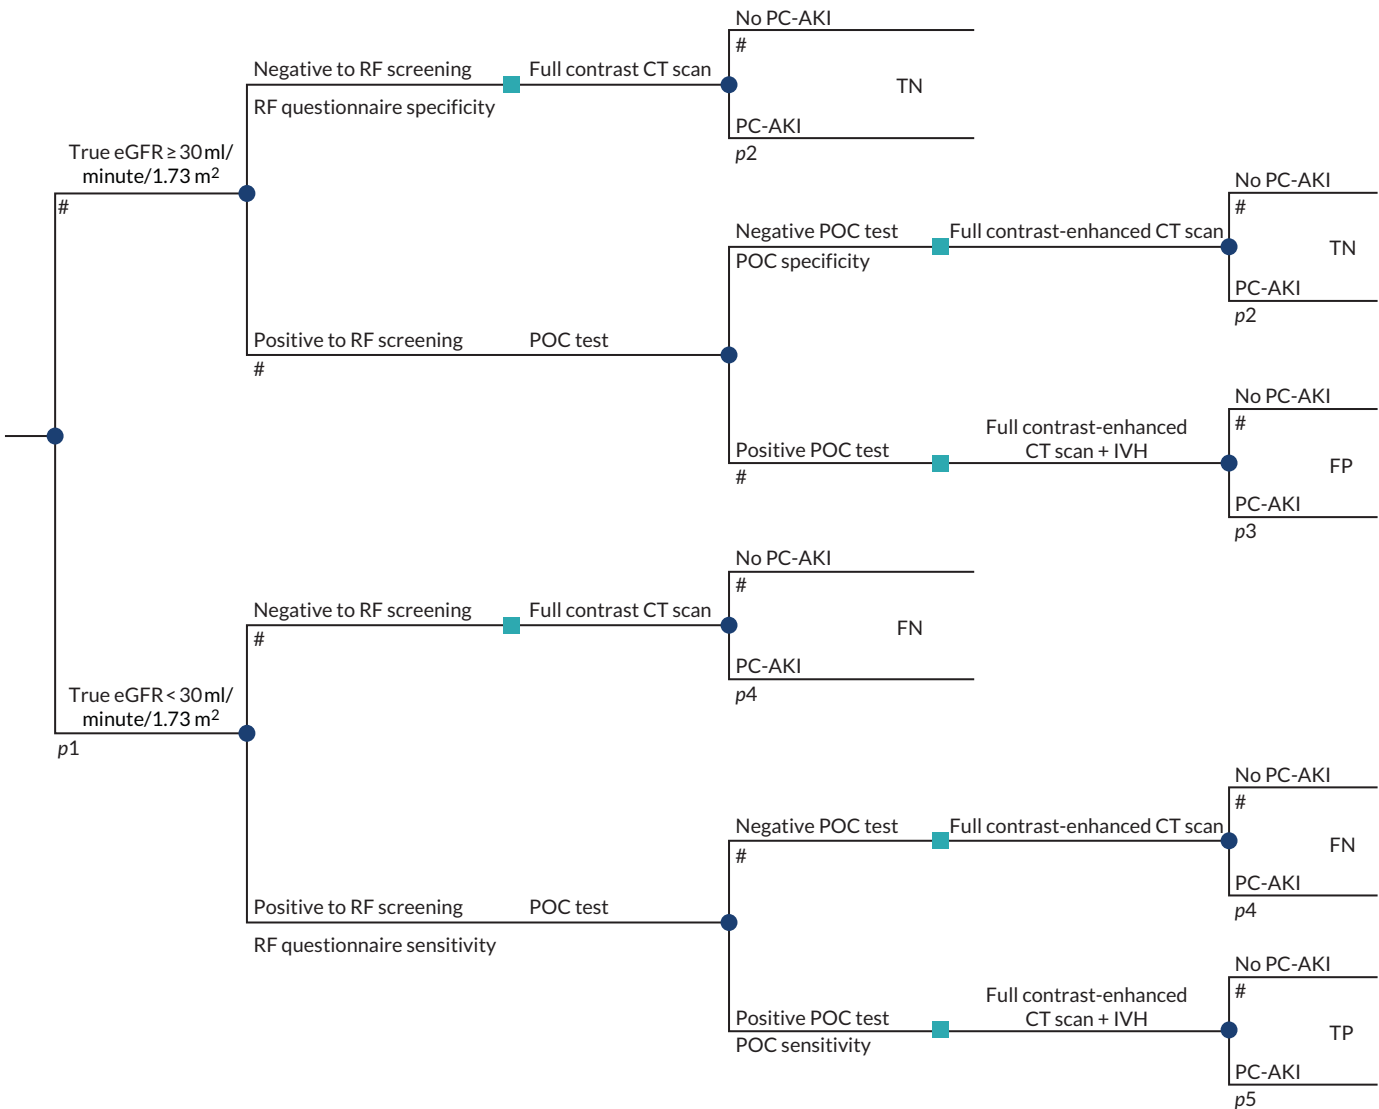 No PC-AKI
#
Negative to RF screening
Full contrast CT scan
TN
RF questionnaire specificity
PC-AKI
p2
True eGFR ≥ 30 ml/
minute/1.73 m²
#
No PC-AKI
#
Negative POC test
Full contrast-enhanced CT scan
TN
POC specificity
PC-AKI
p2
Positive to RF screening
POC test
#
No PC-AKI
#
Full contrast-enhanced
CT scan + IVH
Positive POC test
FP
#
PC-AKI
p3
No PC-AKI
#
Negative to RF screening
Full contrast CT scan
FN
#
PC-AKI
p4
True eGFR < 30 ml/
minute/1.73 m²
p1
No PC-AKI
#
Negative POC test
Full contrast-enhanced CT scan
FN
#
PC-AKI
p4
Positive to RF screening
POC test
RF questionnaire sensitivity
No PC-AKI
#
Full contrast-enhanced
CT scan + IVH
Positive POC test
TP
POC sensitivity
PC-AKI
p5